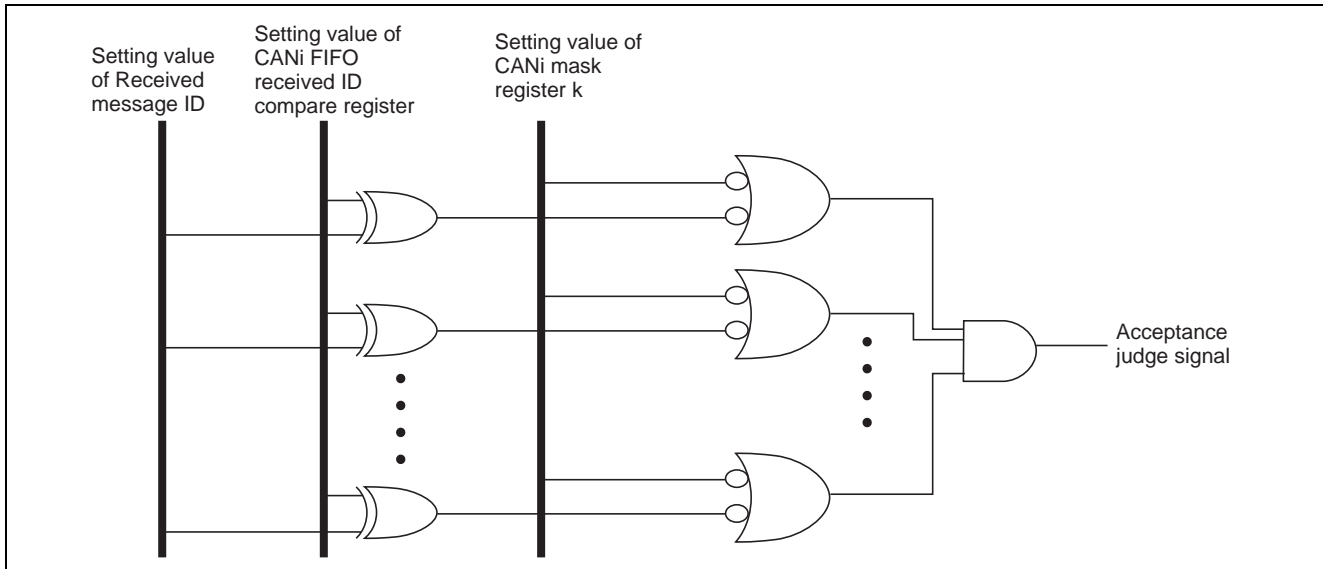 Setting value
of Received
message ID
Setting value of
CANi FIFO
received ID
compare register
Setting value of
CANi mask
register k
Acceptance
judge signal